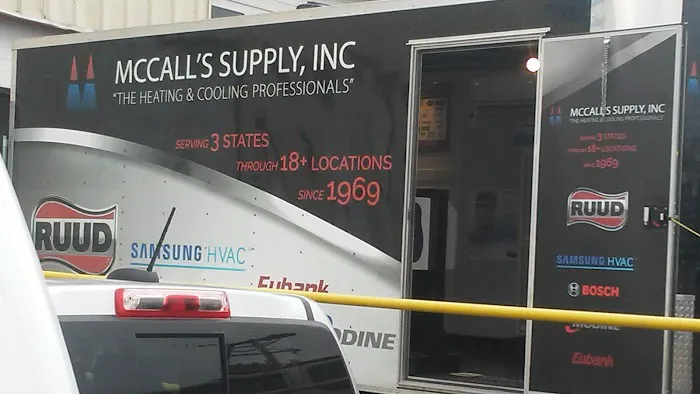 MCCALL'S SUPPLY, INC
"THE HEATING & COOLING PROFESSIONALS"
SERVING 3 STATES
THROUGH 18+ LOCATIONS
SINCE 1969
RUUD
SAMSUNG HVAC
Eubank
ODINE
MCCALL'S SUPPLY, INC
"THE HEATING & COOLING PROFESSIONALS"
SERVING 3 STATES
THROUGH 18+ LOCATIONS
SINCE 1969
RUUD
SAMSUNG HVAC
BOSCH
MODINE
Eubank